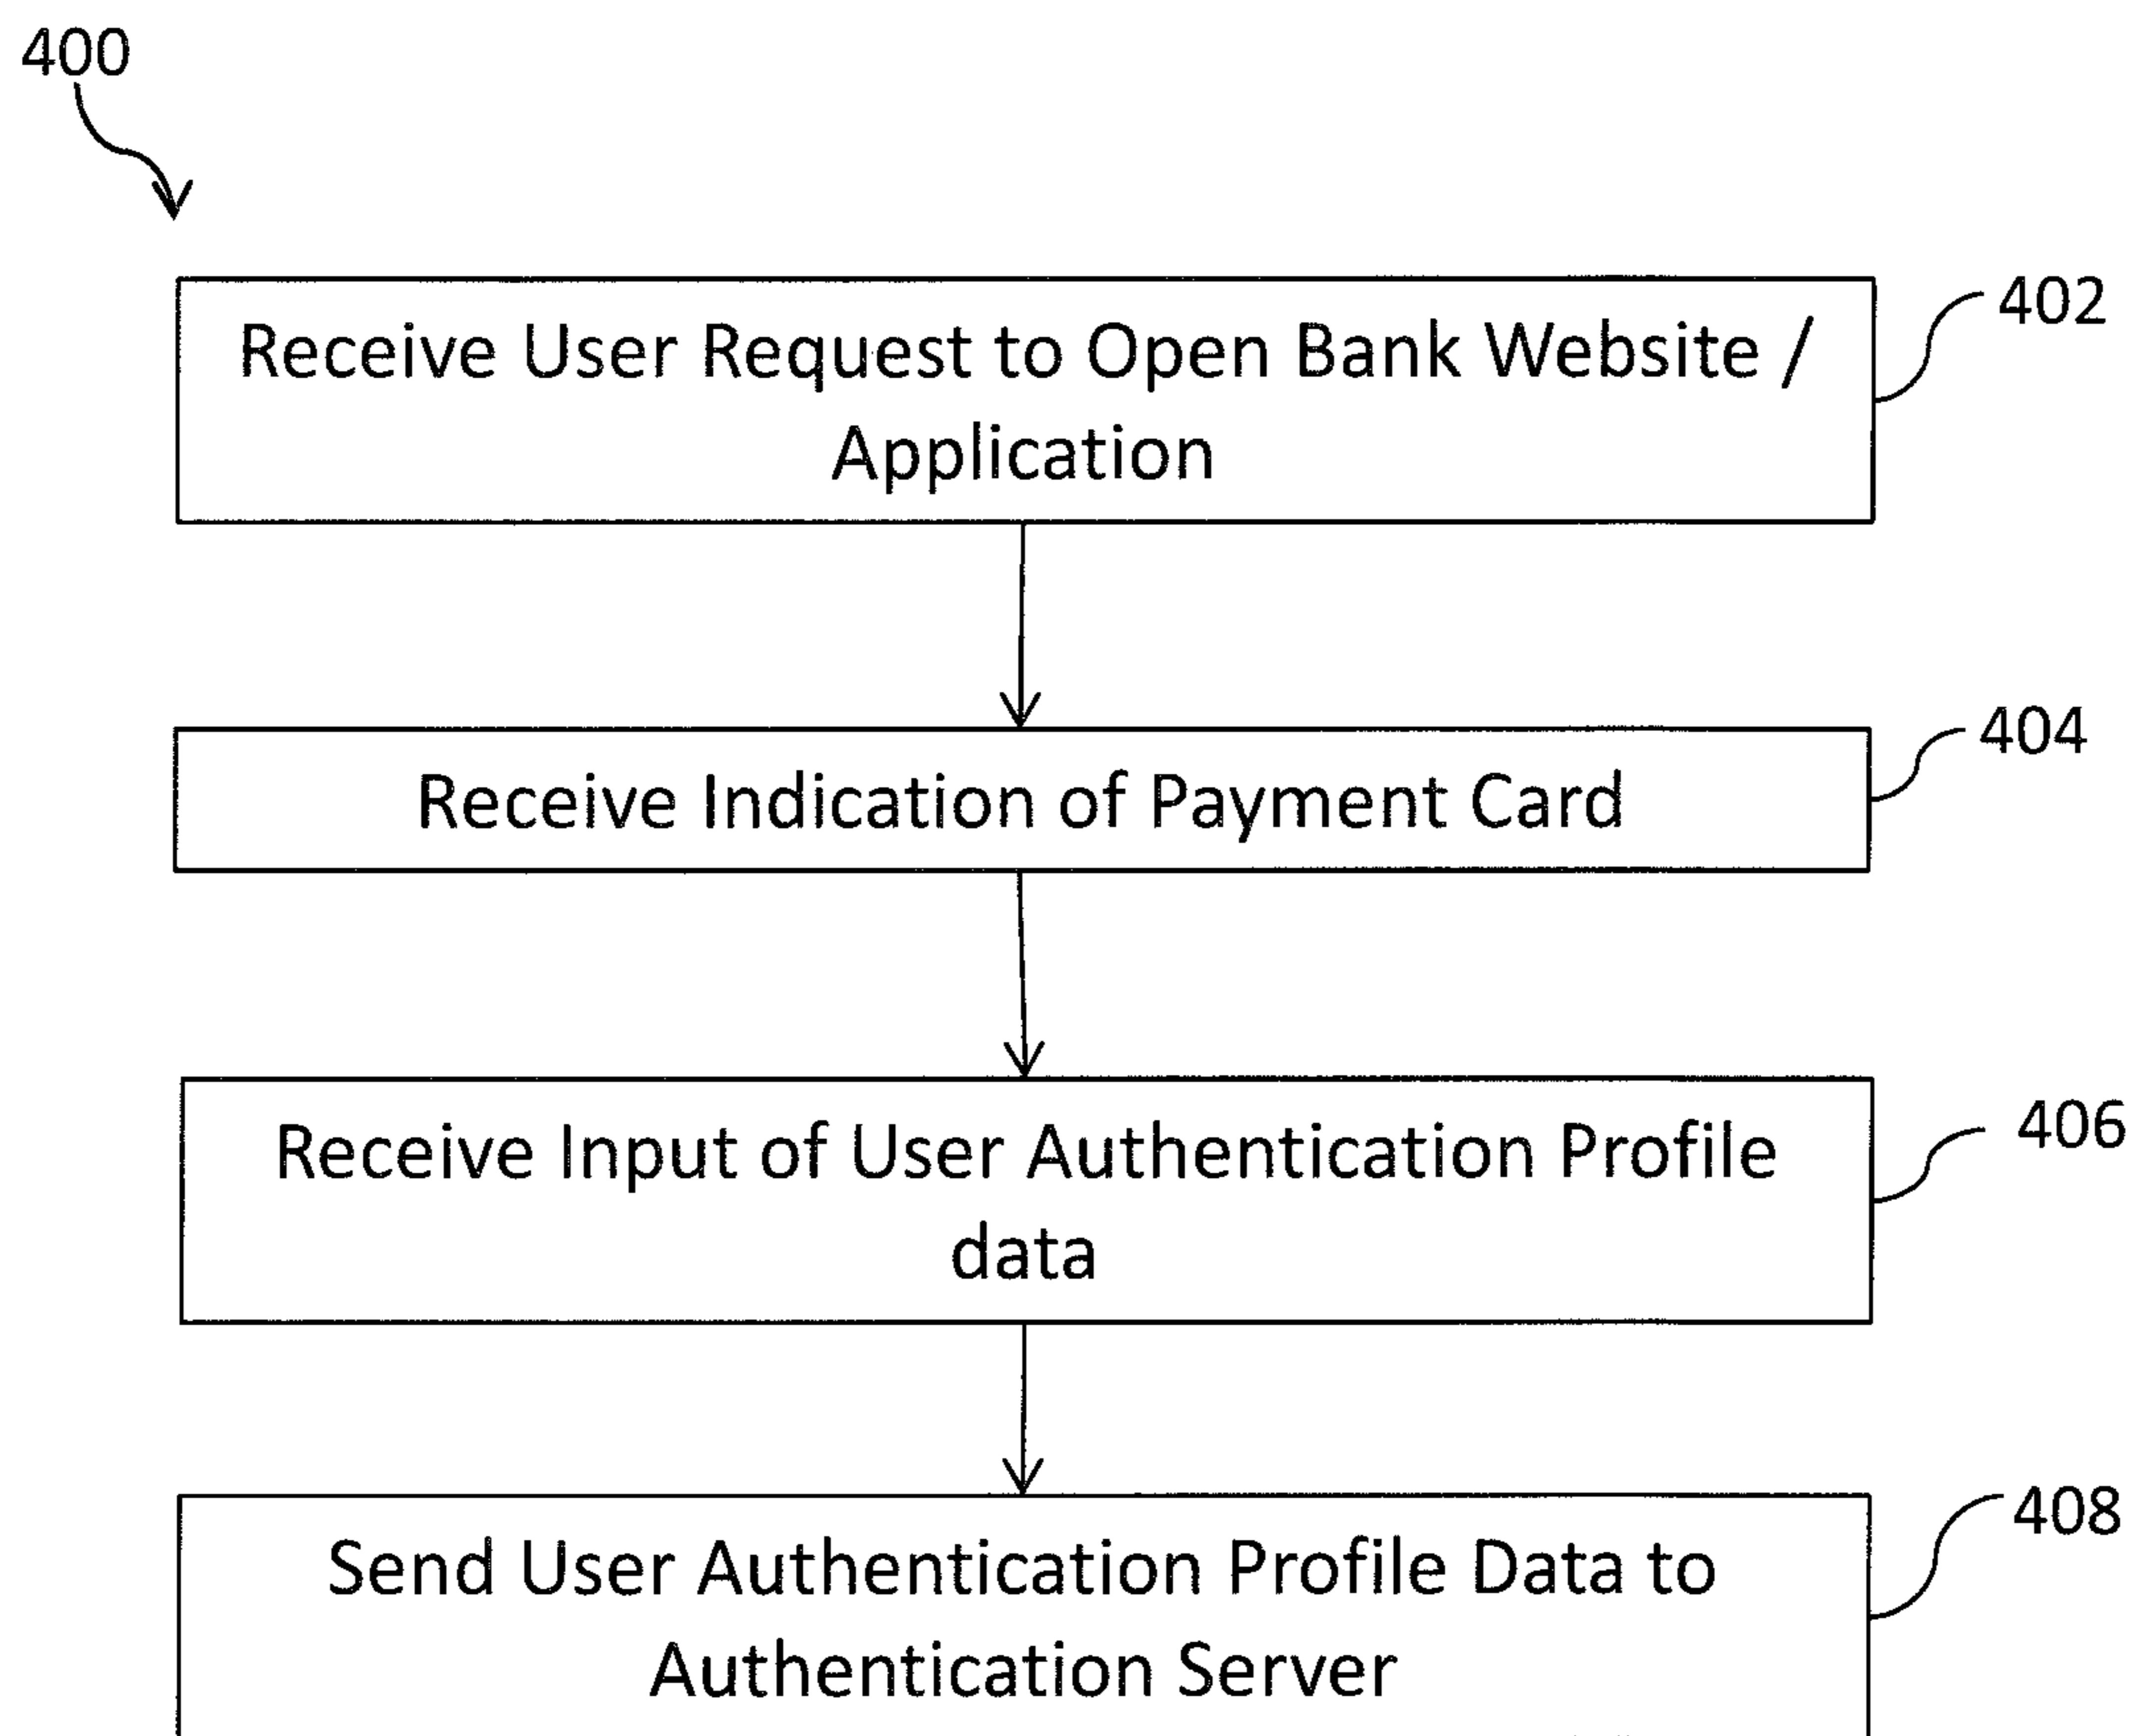 400
Receive User Request to Open Bank Website /
Application
402
Receive Indication of Payment Card
404
Receive Input of User Authentication Profile
data
406
Send User Authentication Profile Data to
Authentication Server
408